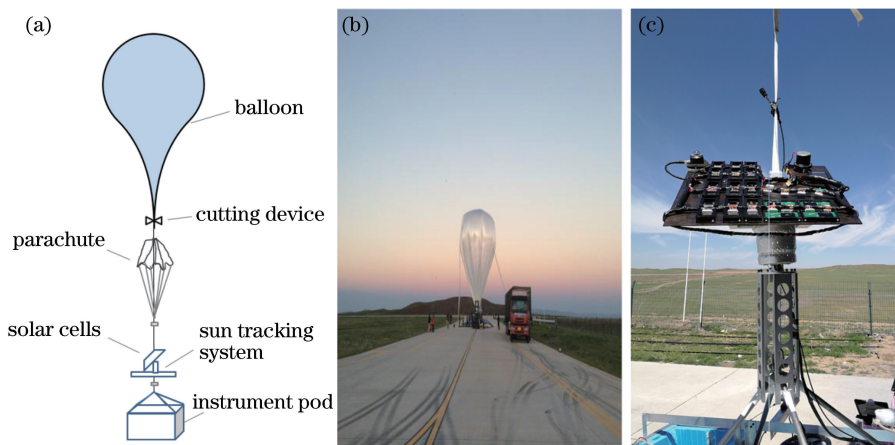 (a)
balloon
cutting device
parachute
solar cells
sun tracking
system
instrument pod
(b)
(c)